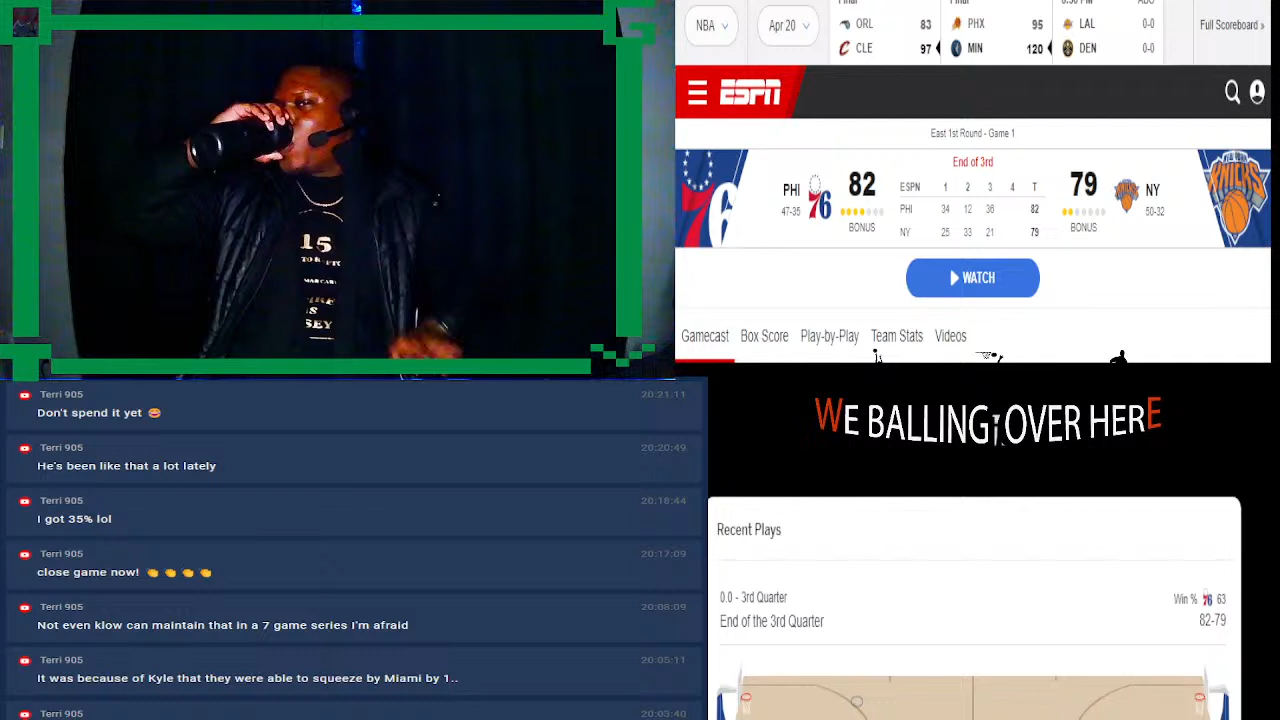 NBA
Apr 20
ORL 83
CLE 97
PHX 95
MIN 120
LAL 0-0
DEN 0-0
Full Scoreboard »
ESPN
East 1st Round - Game 1
PHI
47-35
76
82
BONUS
End of 3rd
ESPN 1 2 3 4 T
PHI 34 12 36 82
NY 25 33 21 79
79
BONUS
NY
50-32
KNICKS
WATCH
Gamecast Box Score Play-by-Play Team Stats Videos
15
Terri 905 20:21:11
Don't spend it yet
Terri 905 20:20:49
He's been like that a lot lately
Terri 905 20:18:44
I got 35% lol
Terri 905 20:17:09
close game now!
Terri 905 20:08:09
Not even klow can maintain that in a 7 game series I'm afraid
Terri 905 20:05:11
It was because of Kyle that they were able to squeeze by Miami by 1..
Terri 905 20:03:40
WE BALLING OVER HERE
Recent Plays
0.0 - 3rd Quarter
Win % 76 63
End of the 3rd Quarter
82-79